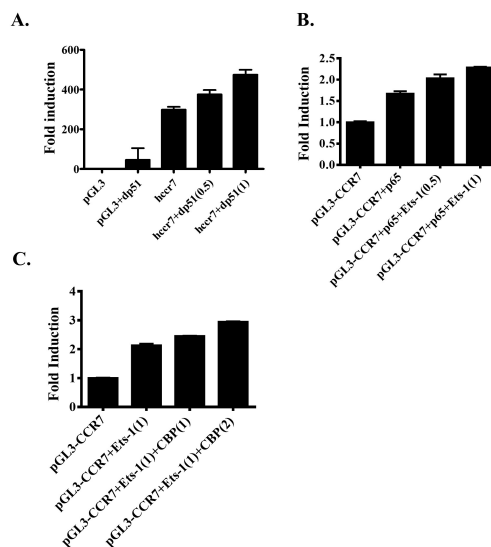 A.
Fold induction
600
400
200
0
pGL3
pGL3+dp51
hccr7
hccr7+dp51(0.5)
hccr7+dp51(1)
B.
Fold induction
2.5
2.0
1.5
1.0
0.5
0.0
pGL3-CCR7
pGL3-CCR7+p65
pGL3-CCR7+p65+Ets-1(0.5)
pGL3-CCR7+p65+Ets-1(1)
C.
Fold Induction
4
3
2
1
0
pGL3-CCR7
pGL3-CCR7+Ets-1(1)
pGL3-CCR7+Ets-1(1)+CBP(1)
pGL3-CCR7+Ets-1(1)+CBP(2)